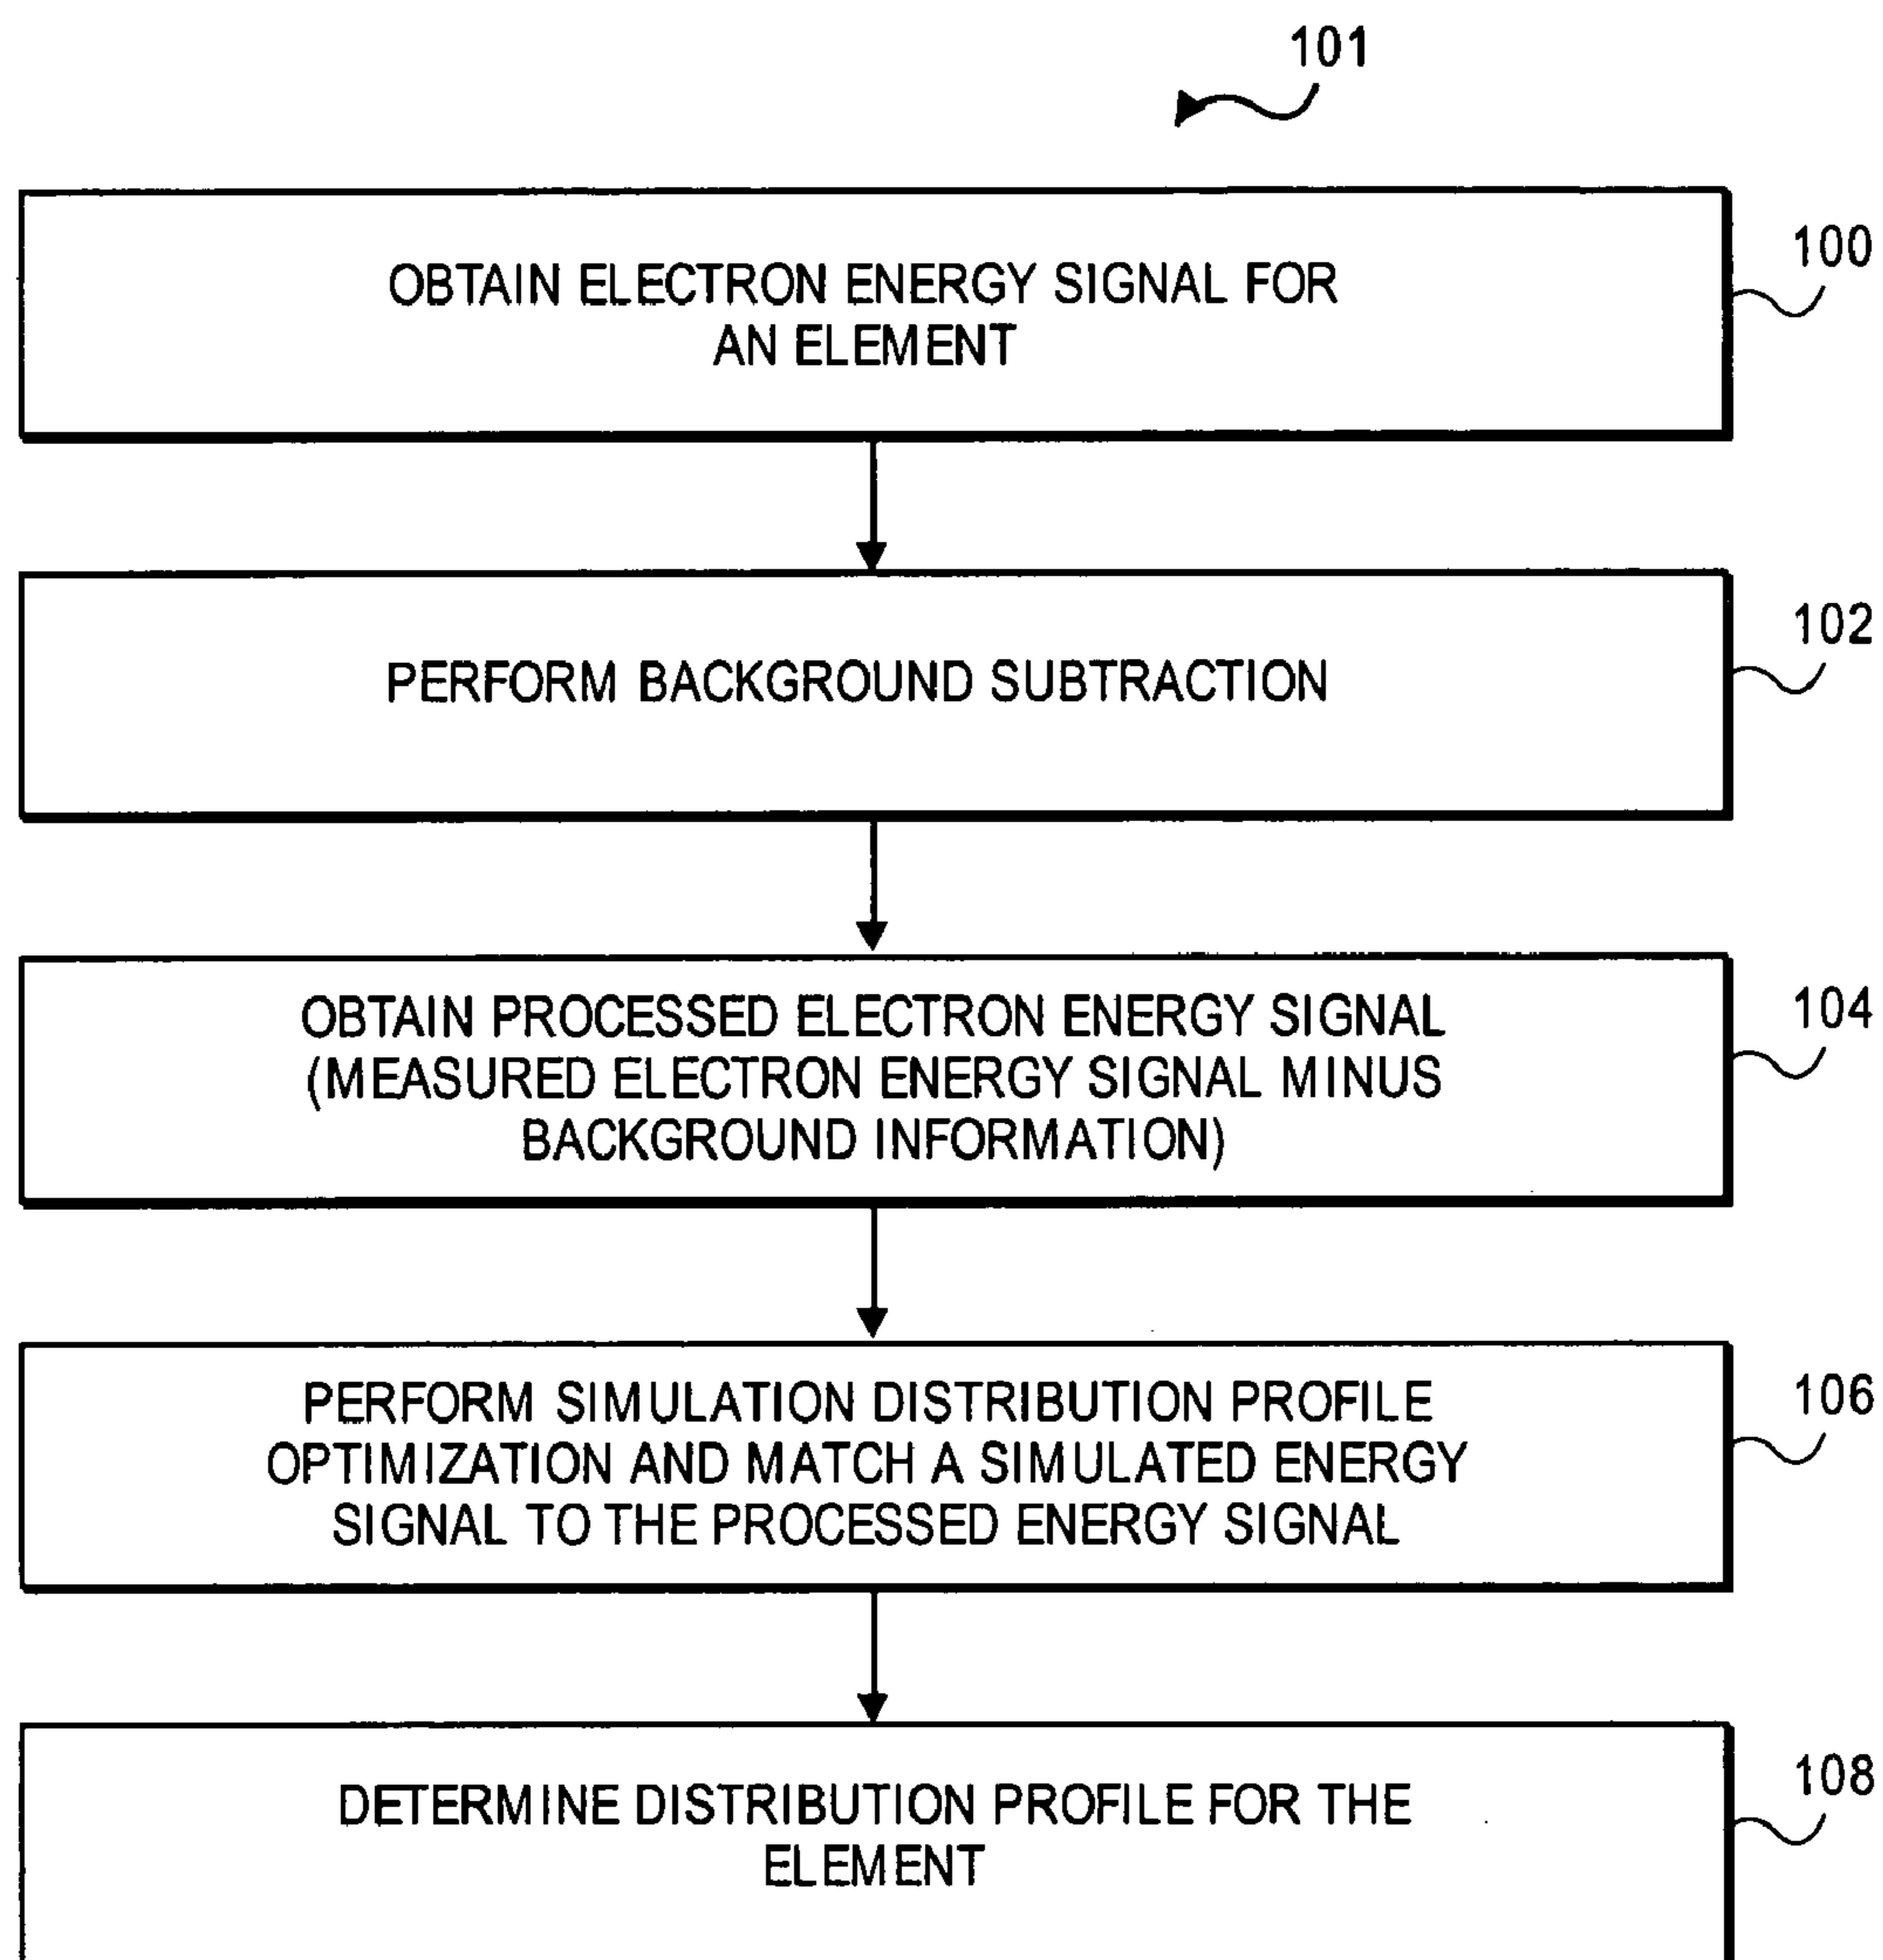 101
OBTAIN ELECTRON ENERGY SIGNAL FOR
AN ELEMENT
100
PERFORM BACKGROUND SUBTRACTION
102
OBTAIN PROCESSED ELECTRON ENERGY SIGNAL
(MEASURED ELECTRON ENERGY SIGNAL MINUS
BACKGROUND INFORMATION)
104
PERFORM SIMULATION DISTRIBUTION PROFILE
OPTIMIZATION AND MATCH A SIMULATED ENERGY
SIGNAL TO THE PROCESSED ENERGY SIGNAL
106
DETERMINE DISTRIBUTION PROFILE FOR THE
ELEMENT
108